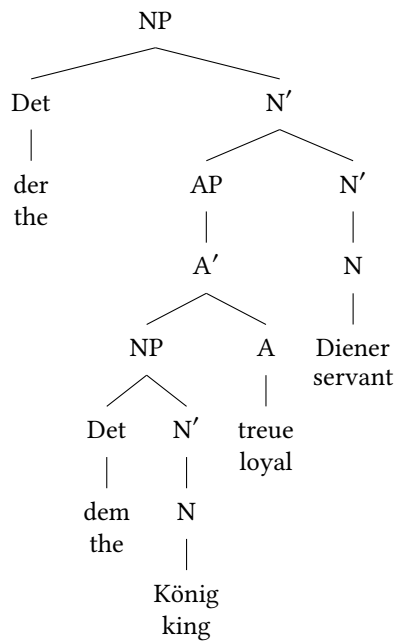 NP
Det N′
der AP N′
the
A′ N
NP A Diener
servant
Det N′ treue
loyal
dem N
the
König
king